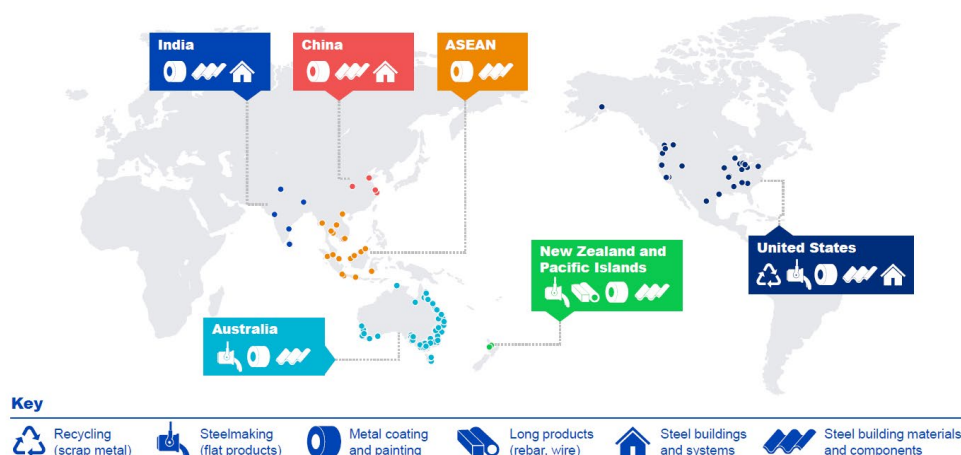 India
China
ASEAN
New Zealand and
Pacific Islands
United States
Australia
Key
Recycling
(scrap metal)
Steelmaking
(flat products)
Metal coating
and painting
Long products
(rebar, wire)
Steel buildings
and systems
Steel building materials
and components